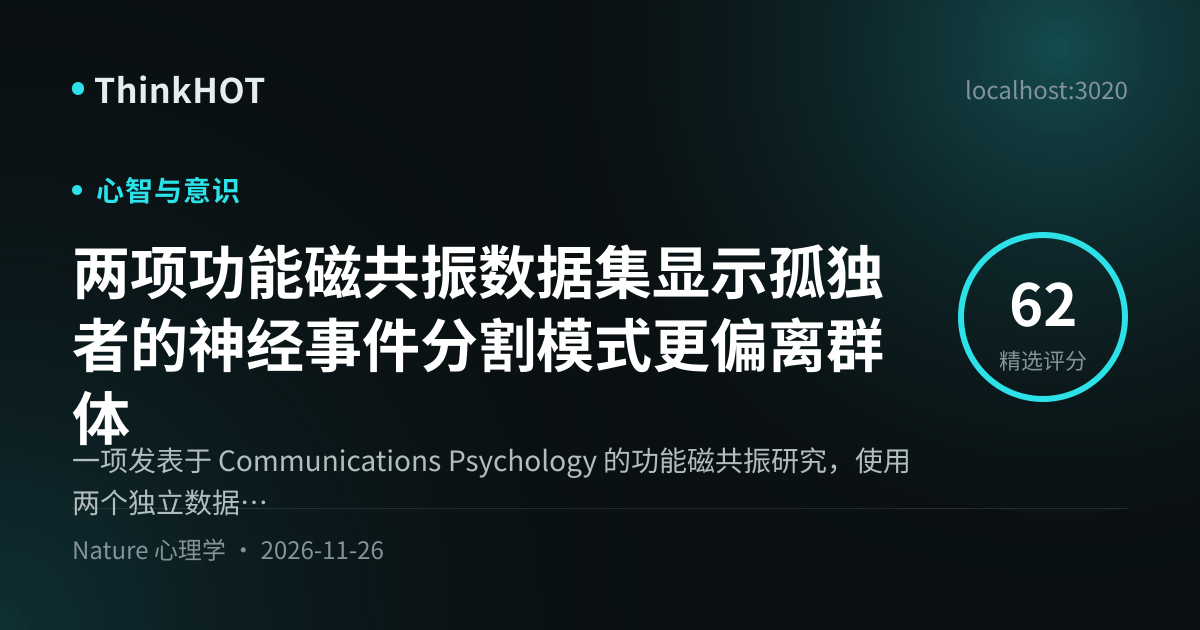 ThinkHOT
localhost:3020
心智与意识
两项功能磁共振数据集显示孤独
者的神经事件分割模式更偏离群
体
62
精选评分
一项发表于 Communications Psychology 的功能磁共振研究，使用
两个独立数据…
Nature 心理学 · 2026-11-26